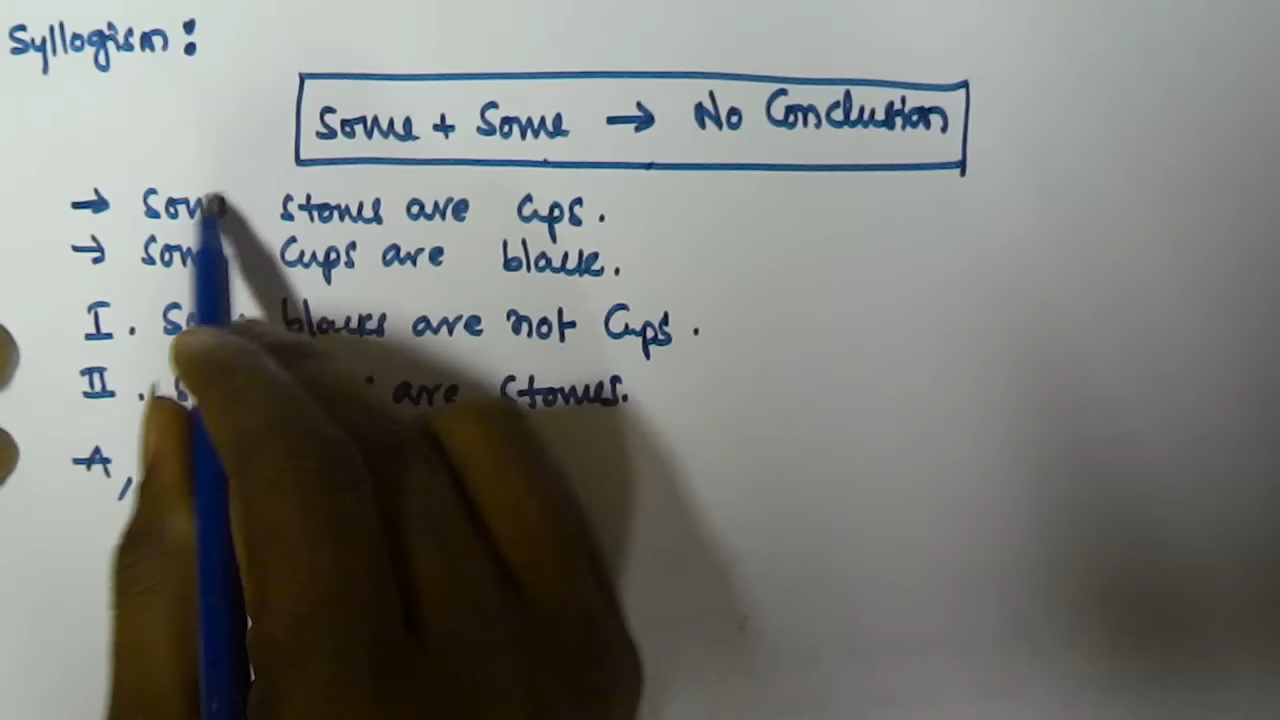 Syllogism:
Some + Some → No Conclusion
→ Some stones are Cups.
→ Some Cups are black.
I. blacks are not Cups.
II. are stones.
A,